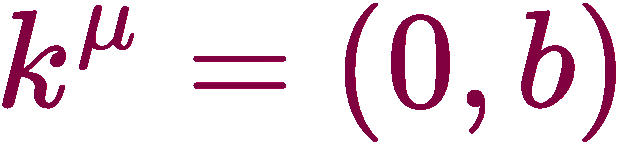 k^μ = (0, b)